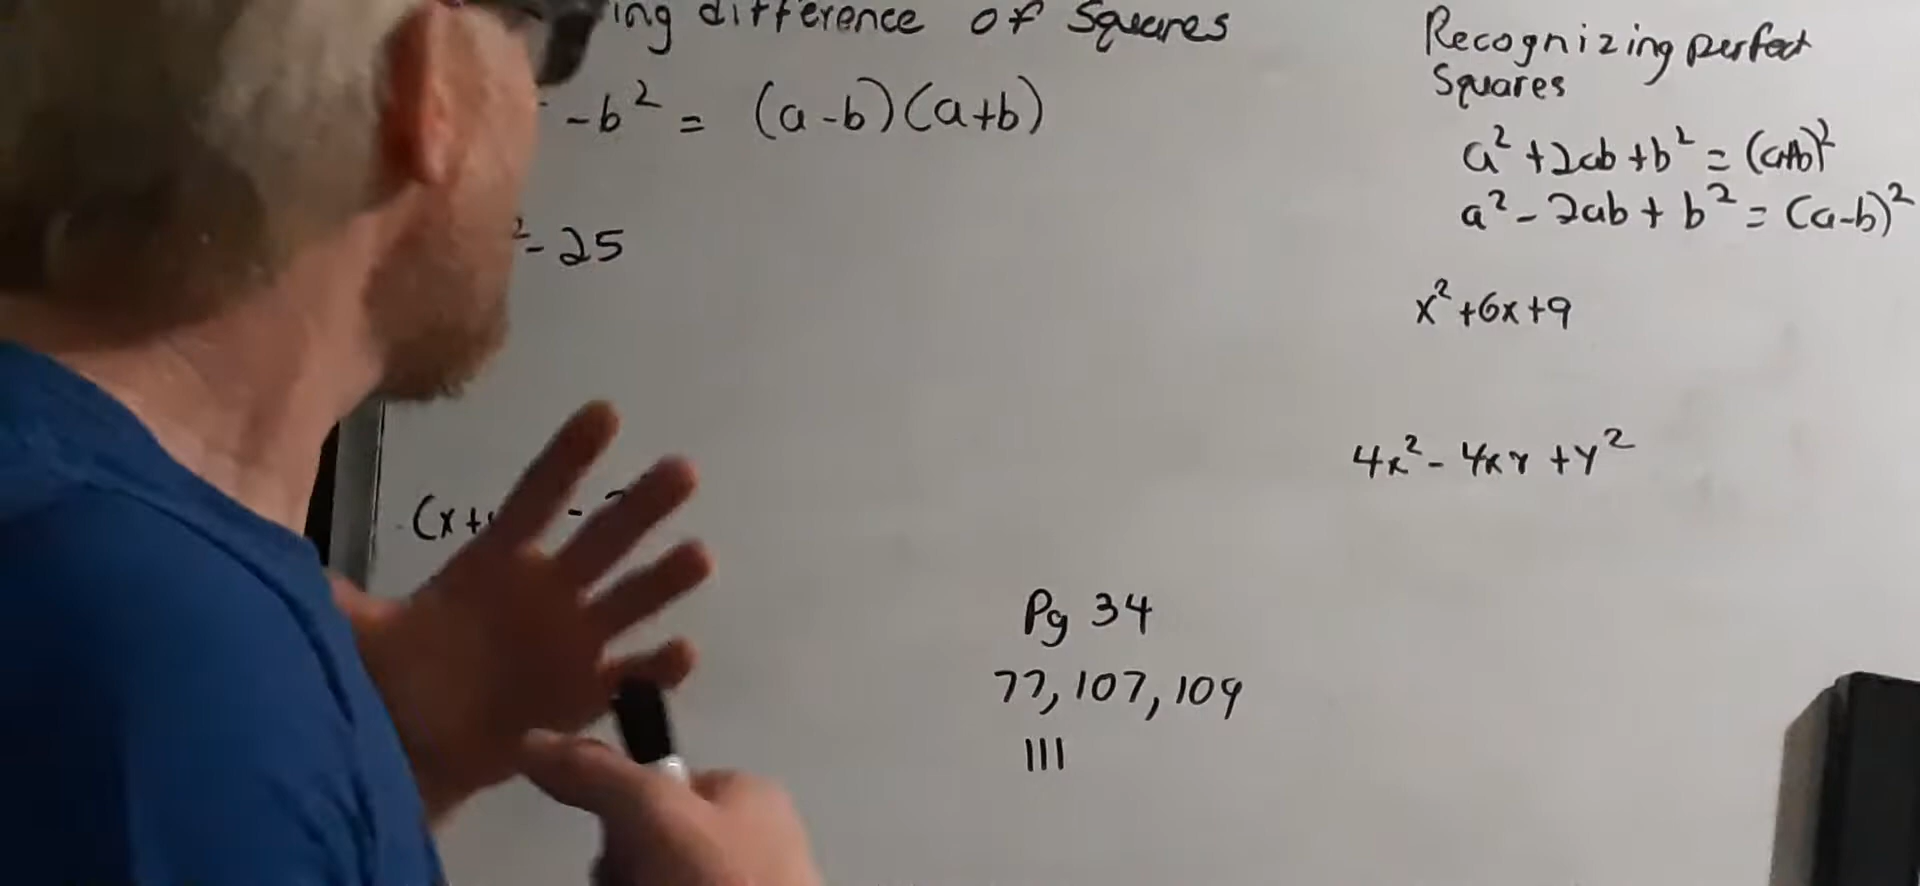 ing difference of Squares
-b² = (a-b)(a+b)
²-25
(x+
-
Recognizing perfect
Squares
a²+2ab+b² = (a+b)²
a²-2ab+b² = (a-b)²
x²+6x+9
4x²-4xy+y²
Pg 34
77, 107, 109
111